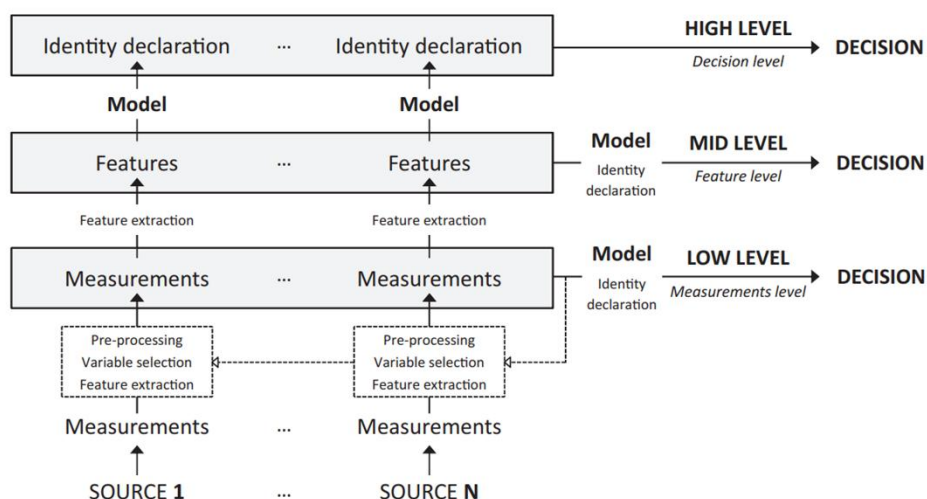 Identity declaration ... Identity declaration
HIGH LEVEL
Decision level
DECISION
Model Model
Features ... Features
Model
Identity
declaration
MID LEVEL
Feature level
DECISION
Feature extraction Feature extraction
Measurements ... Measurements
Model
Identity
declaration
LOW LEVEL
Measurements level
DECISION
Pre-processing
Variable selection
Feature extraction
Pre-processing
Variable selection
Feature extraction
Measurements ... Measurements
SOURCE 1 ... SOURCE N